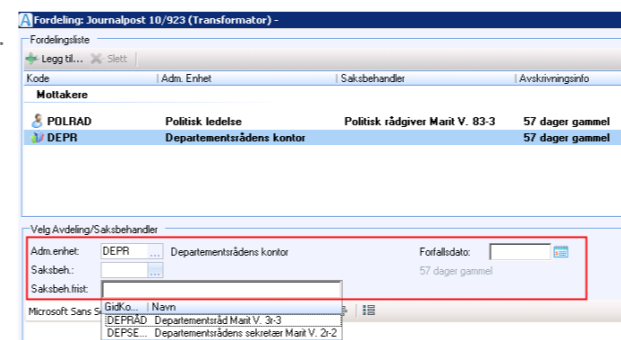 Fordeling: Journalpost 10/923 (Transformator) -
Fordelingsliste
Legg til... Slett
Kode Adm. Enhet Saksbehandler Avskrivningsinfo
Mottakere
POLRAD Politisk ledelse Politisk rådgiver Marit V. 83-3 57 dager gammel
DEPR Departementsrådens kontor 57 dager gammel
Velg Avdeling/Saksbehandler
Adm.enhet: DEPR ... Departementsrådens kontor Forfallsdato:
Saksbeh.: ... 57 dager gammel
Saksbeh.frist:
Microsoft Sans S GidKo... Navn
DEPRÅD Departementsråd Marit V. 3r-3
DEPSE... Departementsrådens sekretær Marit V. 2r-2